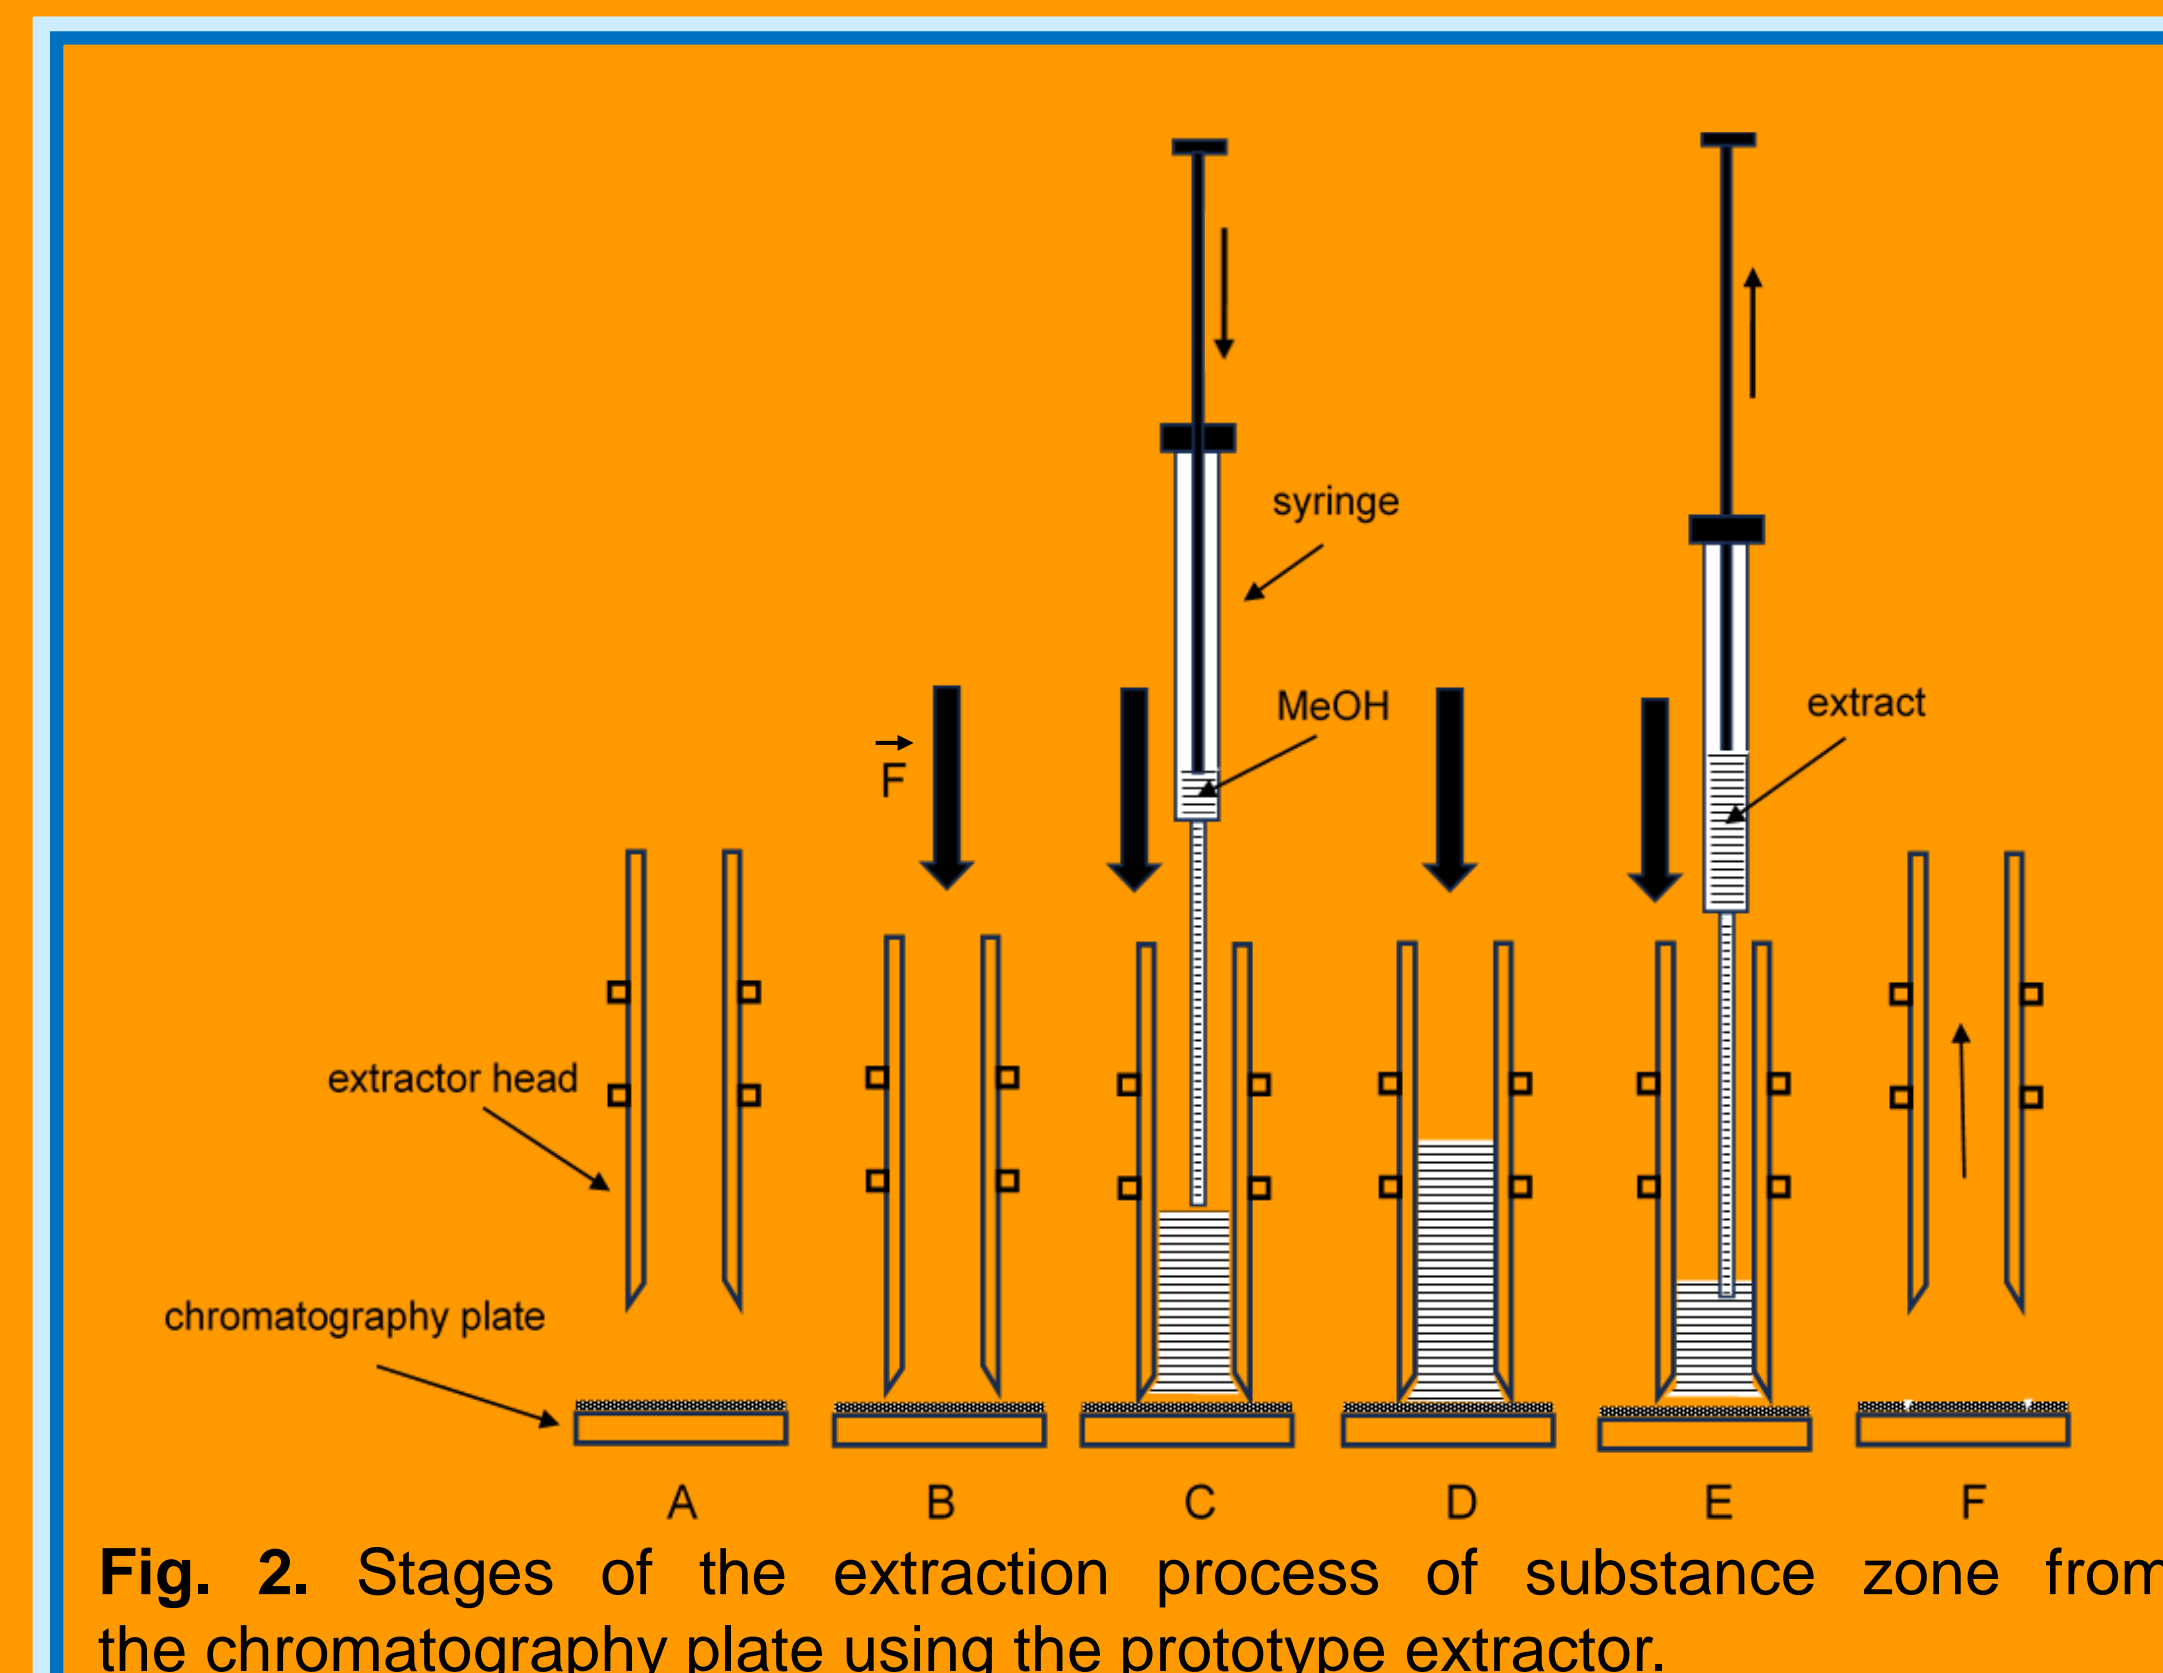 syringe
MeOH
extract
F
extractor head
chromatography plate
A B C D E F
Fig. 2. Stages of the extraction process of substance zone from
the chromatography plate using the prototype extractor.